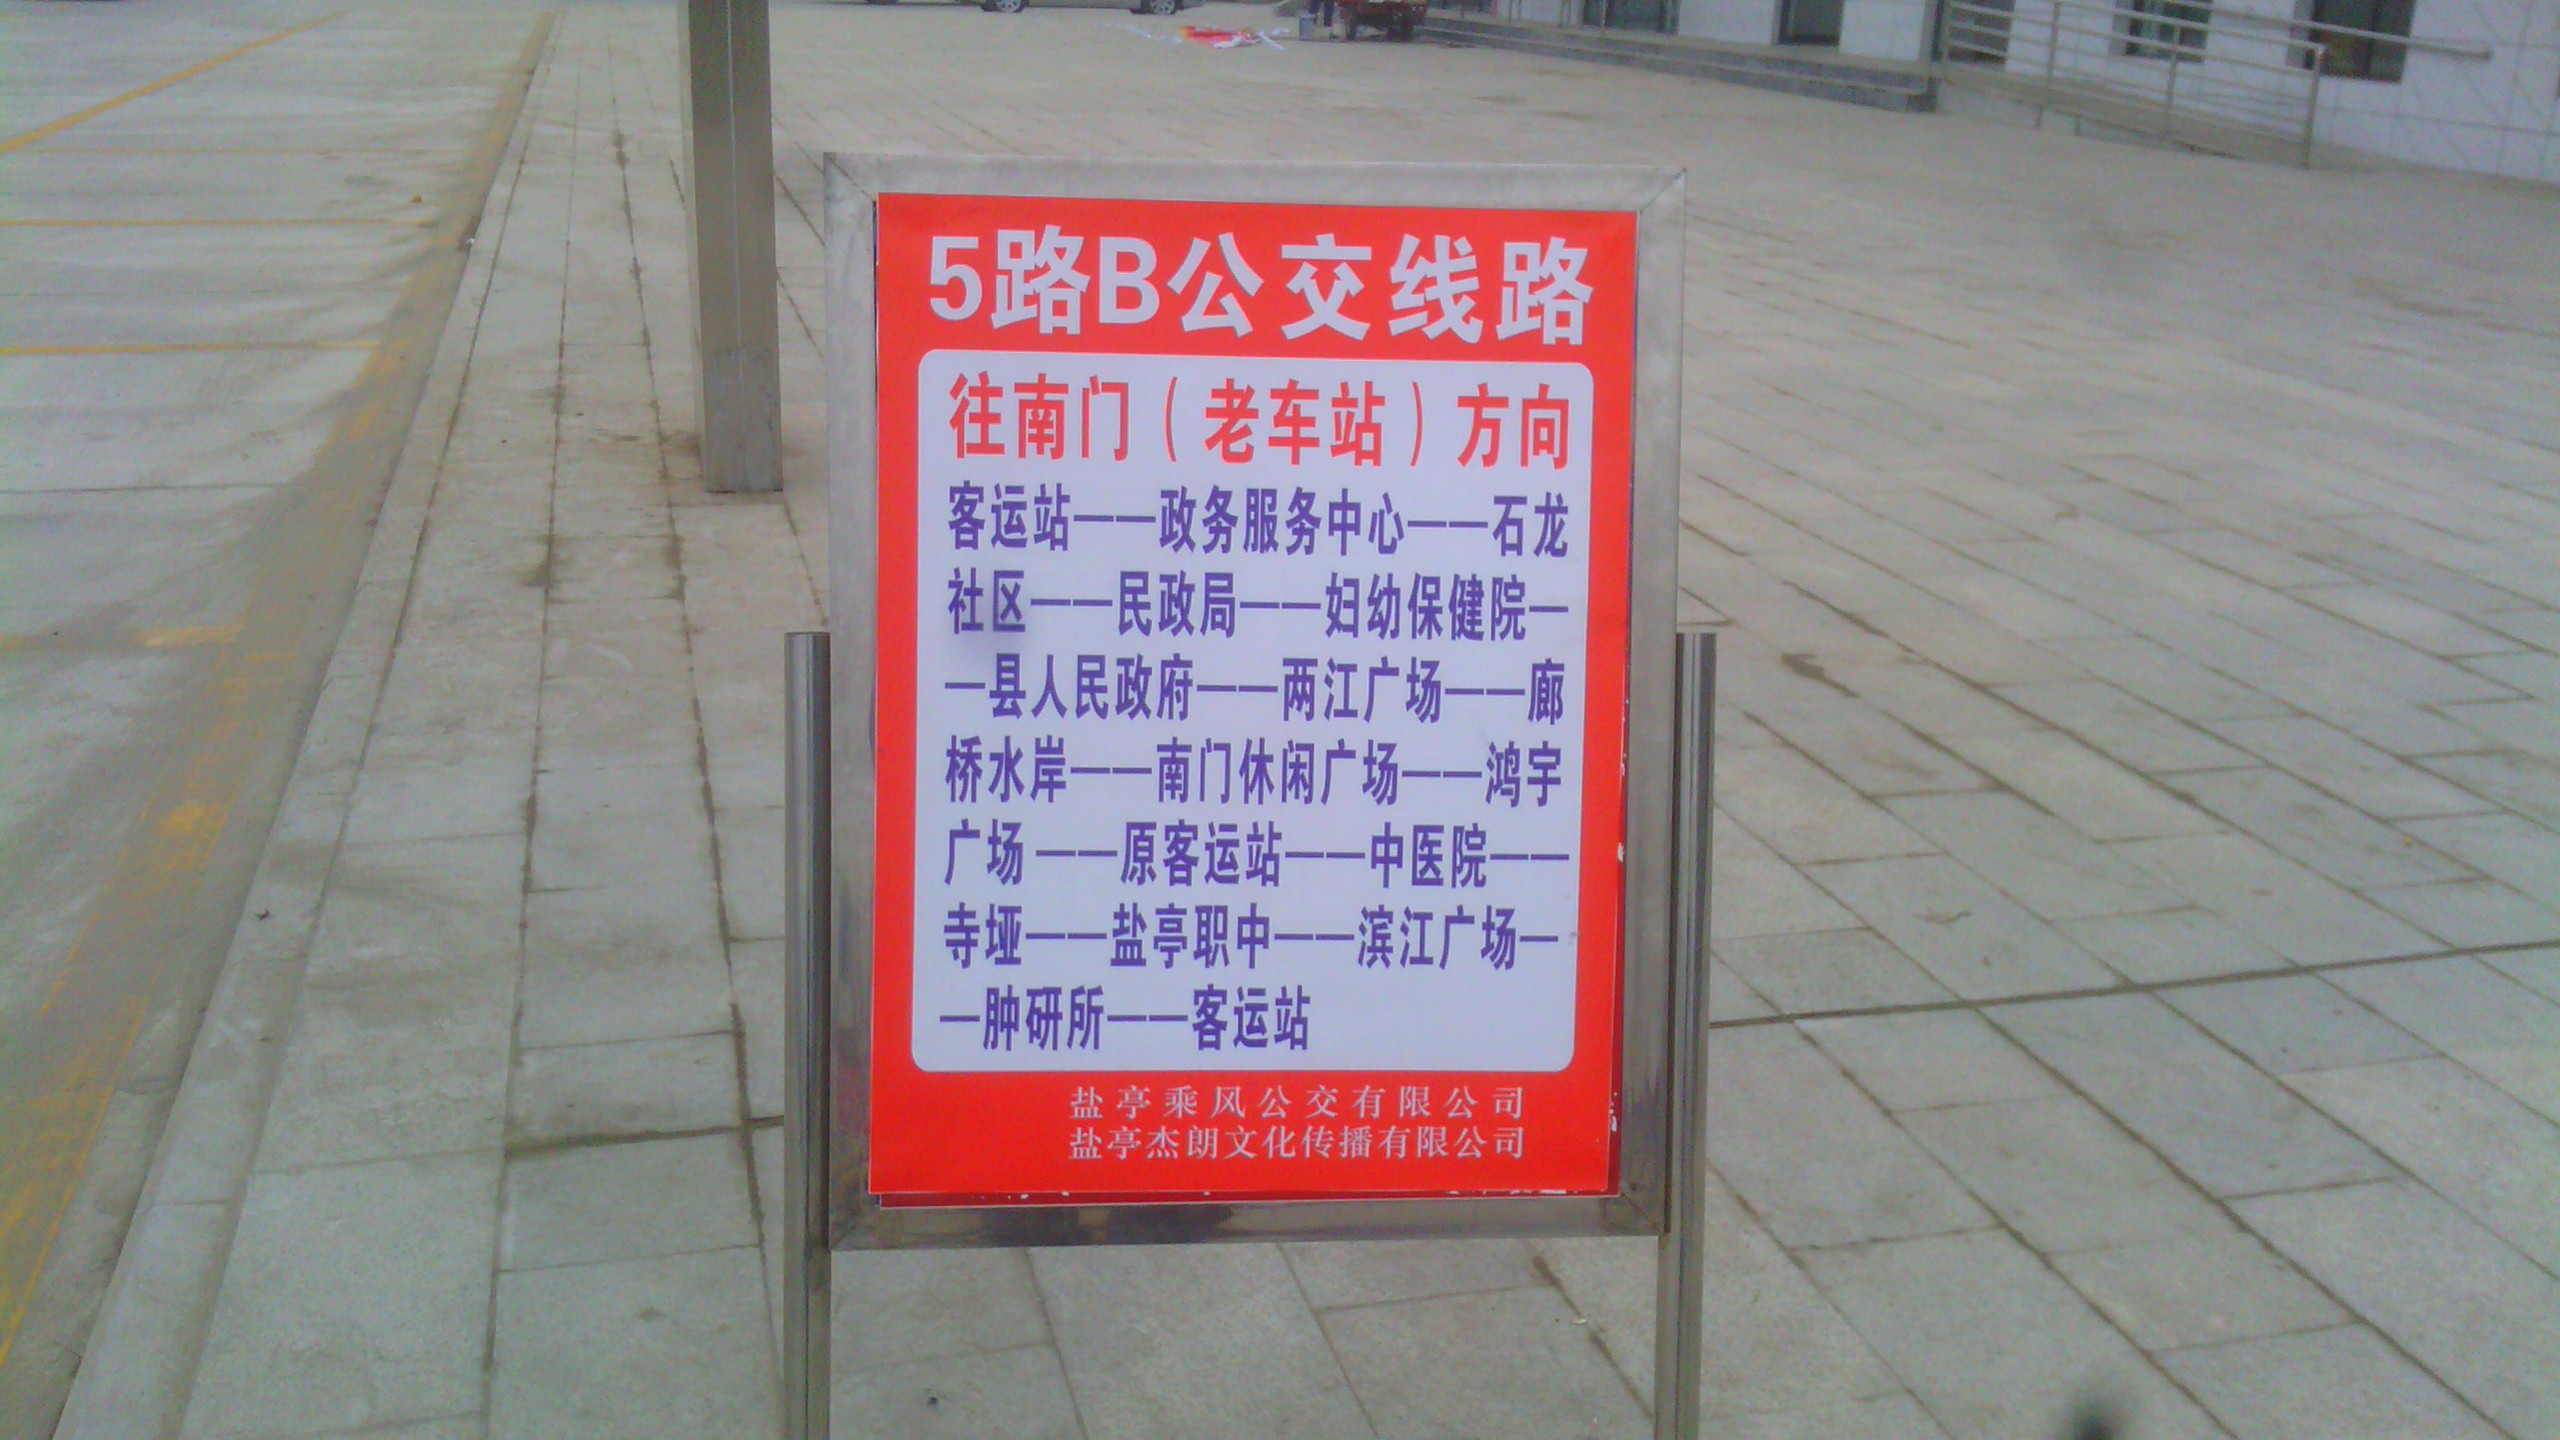 5路B公交线路
往南门（老车站）方向
客运站——政务服务中心——石龙
社区——民政局——妇幼保健院—
—县人民政府——两江广场——廊
桥水岸——南门休闲广场——鸿宇
广场——原客运站——中医院——
寺垭——盐亭职中——滨江广场—
—肿研所——客运站
盐亭乘风公交有限公司
盐亭杰朗文化传播有限公司